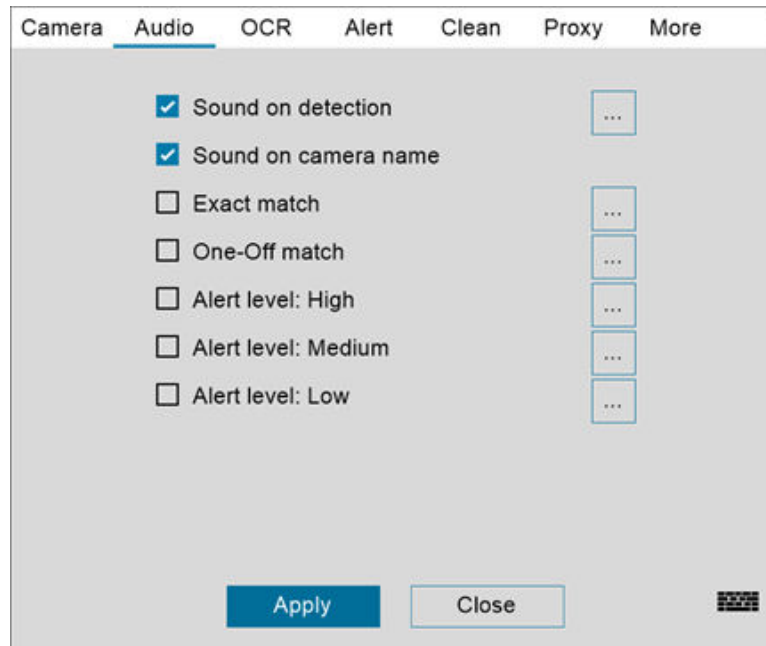 Camera Audio OCR Alert Clean Proxy More
Sound on detection ...
Sound on camera name
Exact match ...
One-Off match ...
Alert level: High ...
Alert level: Medium ...
Alert level: Low ...
Apply Close